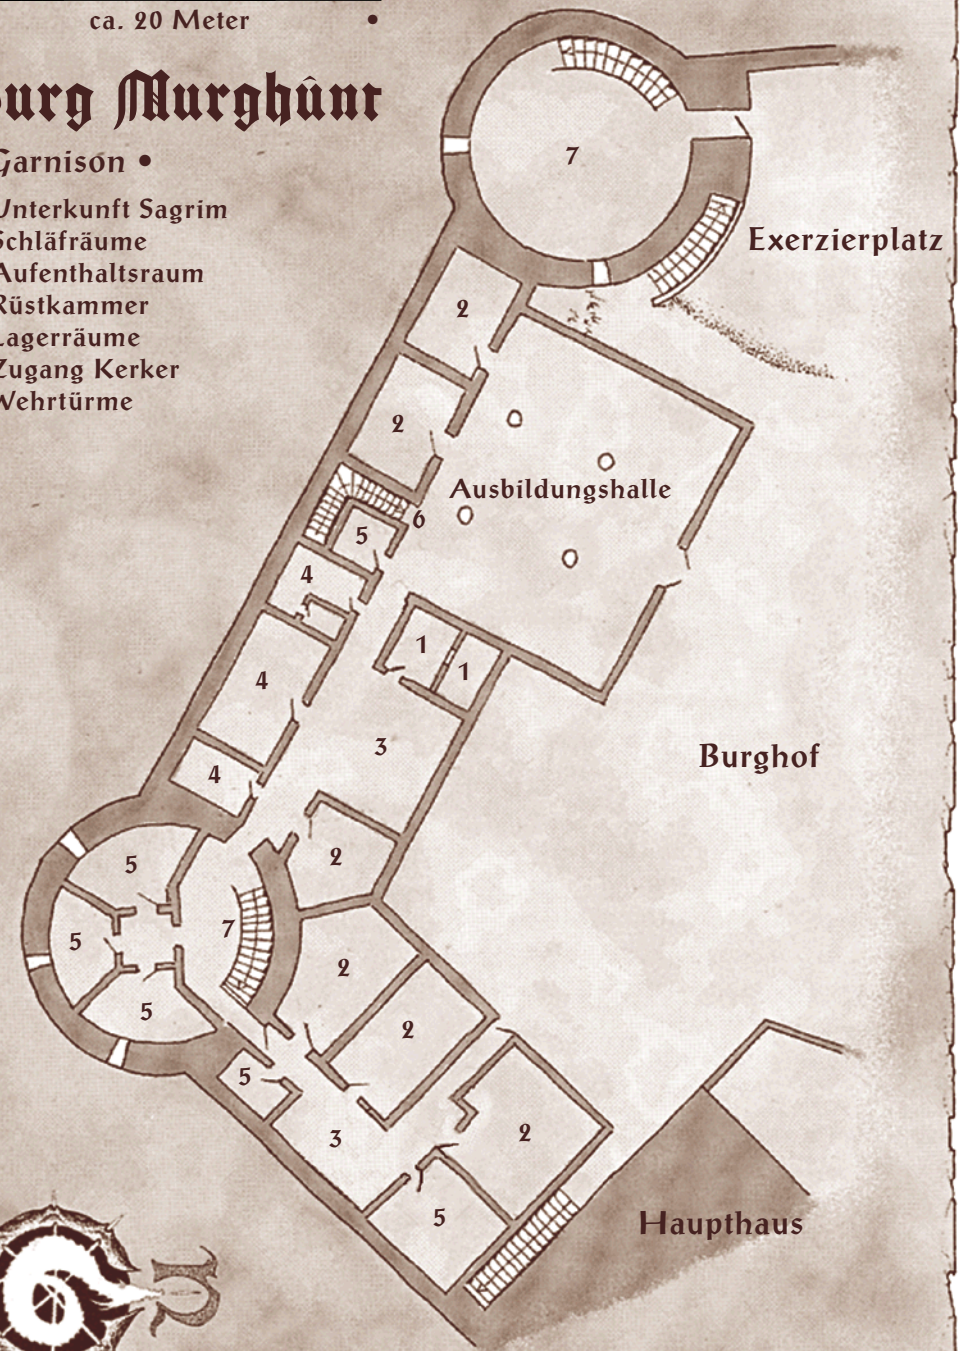 ca. 20 Meter •
urg Murghûnt
Garnison •
Unterkunft Sagrim
Schläfräume
Aufenthaltsraum
Rüstkammer
Lagerräume
Zugang Kerker
Wehrtürme
7
Exerzierplatz
2
2
Ausbildungshalle
6
5
4
1
1
4
3
Burghof
4
2
5
7
5
2
5
2
5
3
2
5
Haupthaus